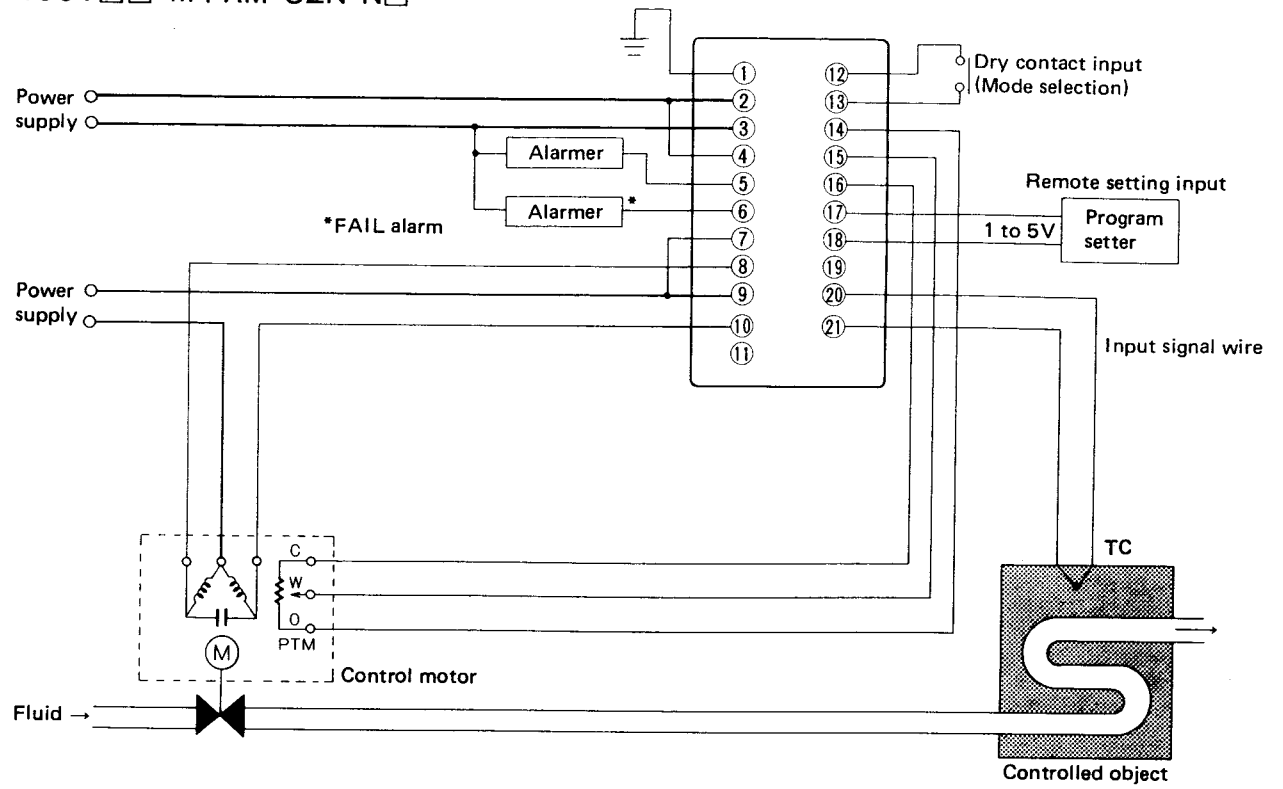 Power
supply
Alarmer
Alarmer *
*FAIL alarm
Power
supply
1
2
3
4
5
6
7
8
9
10
11
12
13
14
15
16
17
18
19
20
21
Dry contact input
(Mode selection)
Remote setting input
1 to 5V
Program
setter
Input signal wire
TC
C
W
O
PTM
M
Control motor
Fluid →
Controlled object